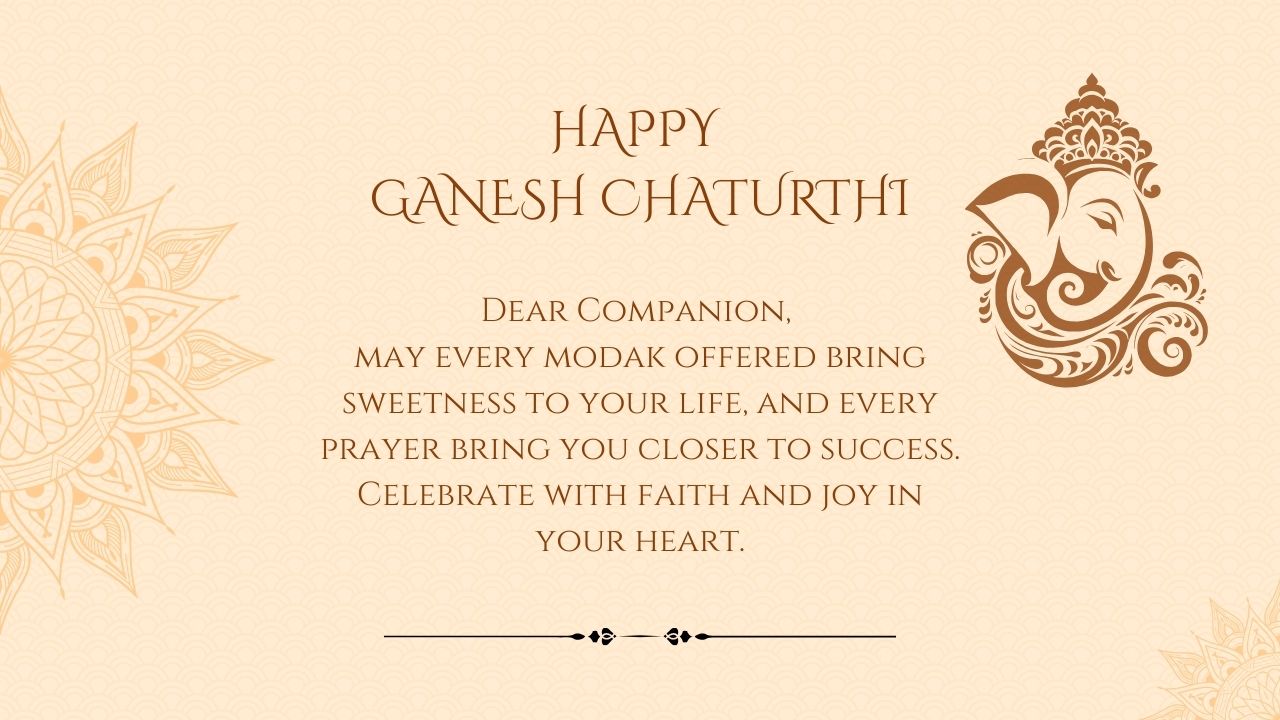 HAPPY
GANESH CHATURTHI
Dear Companion,
may every modak offered bring
sweetness to your life, and every
prayer bring you closer to success.
Celebrate with faith and joy in
your heart.